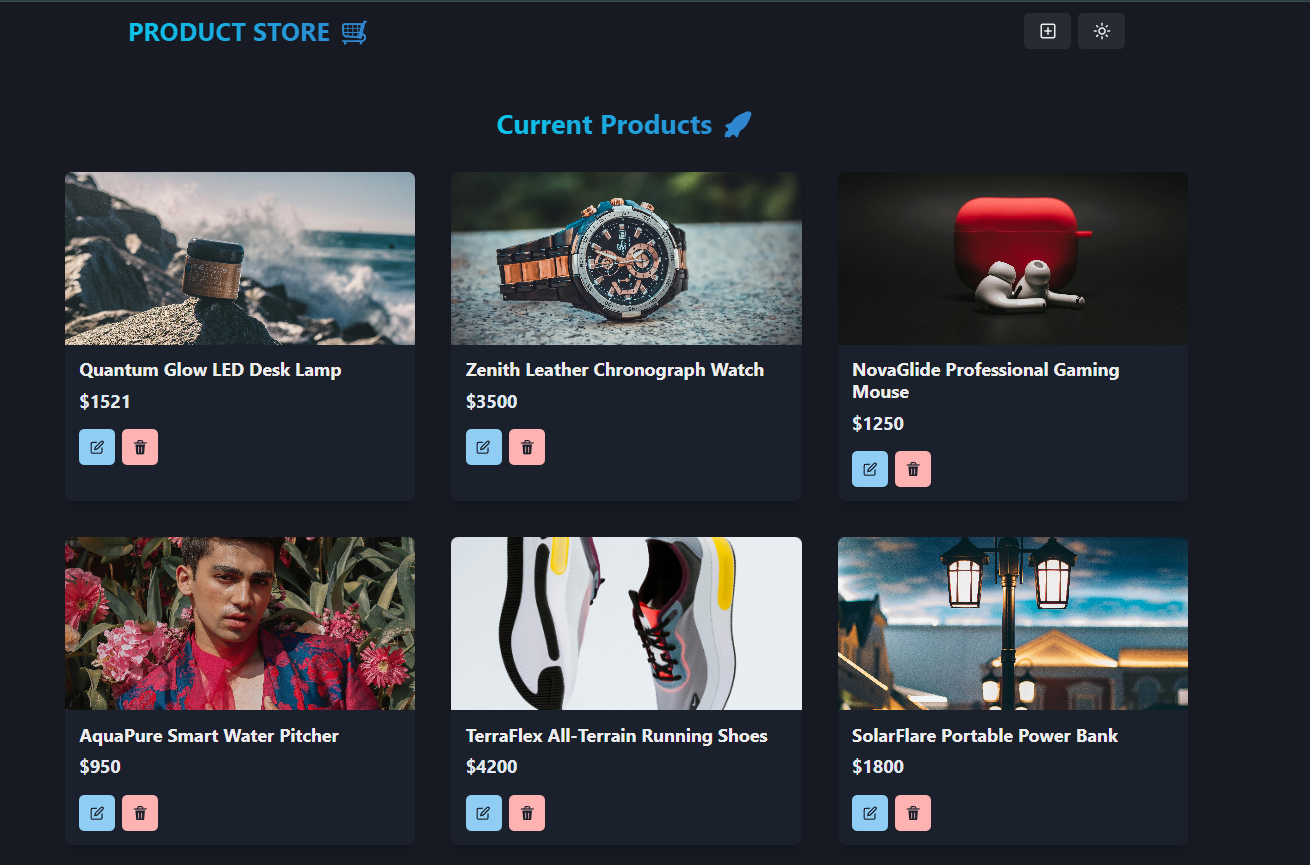 PRODUCT STORE
Current Products
Quantum Glow LED Desk Lamp
$1521
Zenith Leather Chronograph Watch
$3500
NovaGlide Professional Gaming
Mouse
$1250
AquaPure Smart Water Pitcher
$950
TerraFlex All-Terrain Running Shoes
$4200
SolarFlare Portable Power Bank
$1800